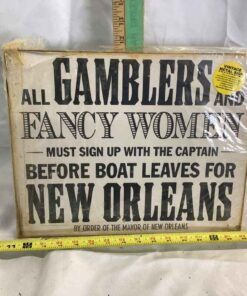 ALL GAMBLERS AND
FANCY WOMEN
MUST SIGN UP WITH THE CAPTAIN
BEFORE BOAT LEAVES FOR
NEW ORLEANS
BY ORDER OF THE MAYOR OF NEW ORLEANS